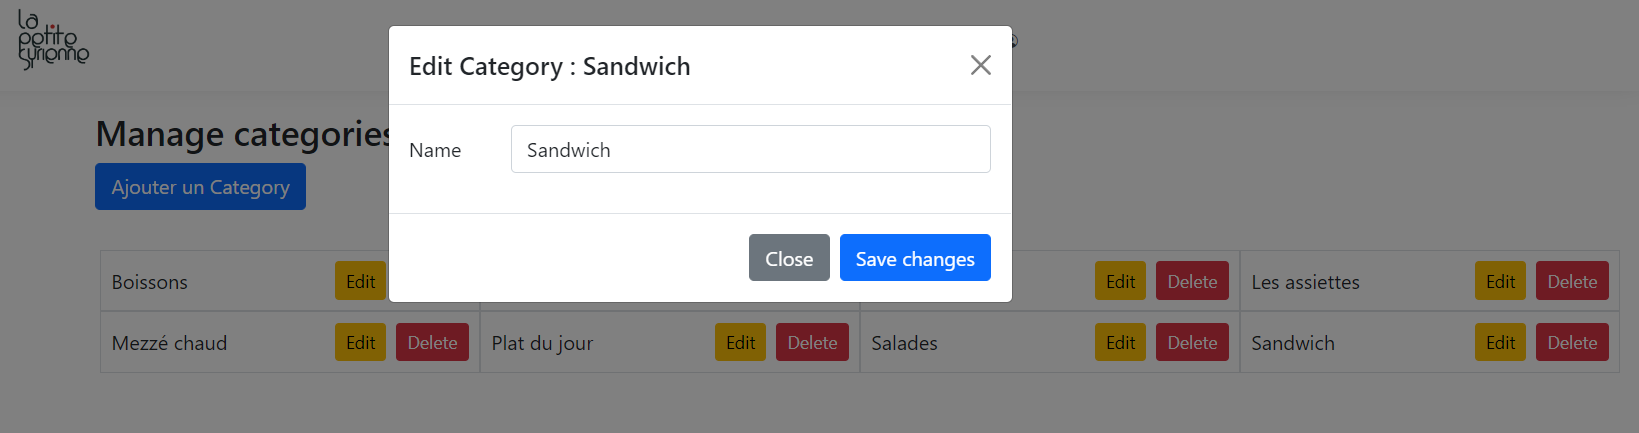 La
petite
syrienne
Edit Category : Sandwich
Manage categories
Name
Sandwich
Ajouter un Category
Close
Save changes
Boissons
Edit
Edit
Delete
Les assiettes
Edit
Delete
Mezzé chaud
Edit
Delete
Plat du jour
Edit
Delete
Salades
Edit
Delete
Sandwich
Edit
Delete